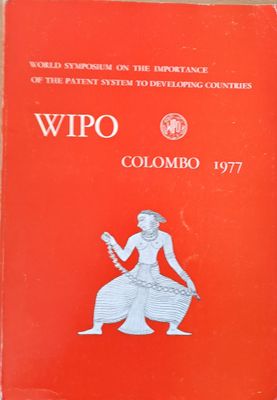 WORLD SYMPOSIUM ON THE IMPORTANCE
OF THE PATENT SYSTEM TO DEVELOPING COUNTRIES
WIPO
COLOMBO 1977